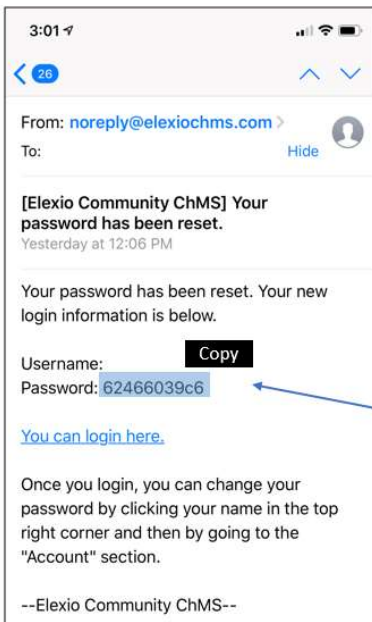 3:01
26
From: noreply@elexiochms.com
To:
Hide
[Elexio Community ChMS] Your
password has been reset.
Yesterday at 12:06 PM
Your password has been reset. Your new
login information is below.
Copy
Username:
Password: 62466039c6
You can login here.
Once you login, you can change your
password by clicking your name in the top
right corner and then by going to the
"Account" section.
--Elexio Community ChMS--